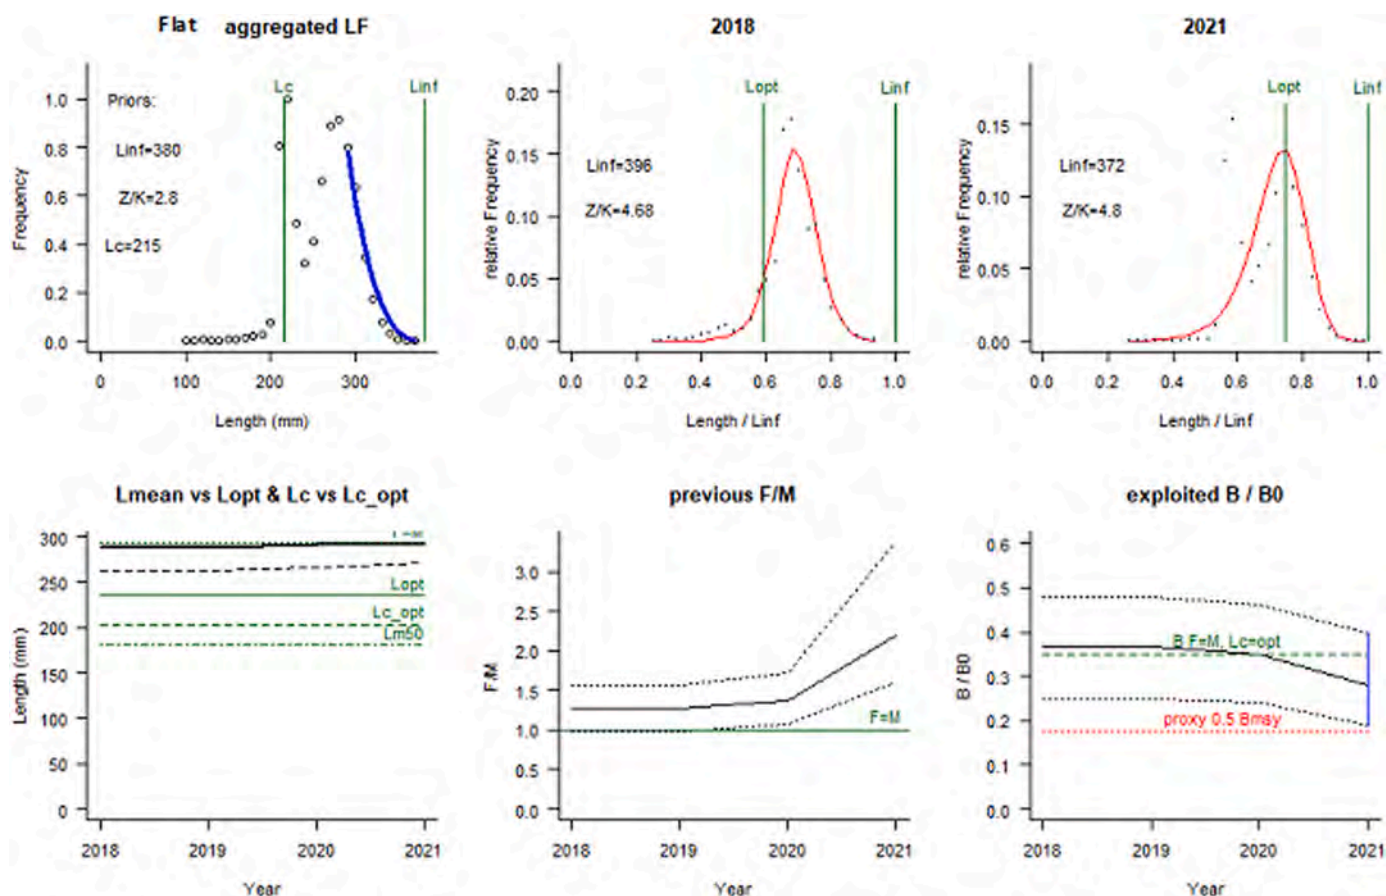 Flat aggregated LF
Lc
Linf
Priors:
Linf=380
Z/K=2.8
Lc=215
Frequency
1.0
0.8
0.6
0.4
0.2
0.0
0
100
200
300
Length (mm)
2018
Lopt
Linf
Linf=396
Z/K=4.68
relative Frequency
0.20
0.15
0.10
0.05
0.00
0.0
0.2
0.4
0.6
0.8
1.0
Length / Linf
2021
Lopt
Linf
Linf=372
Z/K=4.8
relative Frequency
0.15
0.10
0.05
0.00
0.0
0.2
0.4
0.6
0.8
1.0
Length / Linf
Lmean vs Lopt & Lc vs Lc_opt
Lopt
Lc_opt
Lm50
Length (mm)
300
250
200
150
100
50
0
2018
2019
2020
2021
Year
previous F/M
F=M
F/M
3.0
2.5
2.0
1.5
1.0
0.5
0.0
2018
2019
2020
2021
Year
exploited B / B0
B F=M, Lc=opt
proxy 0.5 Bmsy
B / B0
0.6
0.5
0.4
0.3
0.2
0.1
0.0
2018
2019
2020
2021
Year